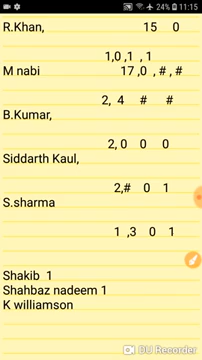 24% 11:15
R.Khan, 15 0
1,0 ,1 , 1
M nabi 17 ,0 , # , #
2, 4 # #
B.Kumar,
2, 0 0 0
Siddarth Kaul,
2,# 0 1
S.sharma
1 ,3 0 1
Shakib 1
Shahbaz nadeem 1
K williamson
DU Recorder